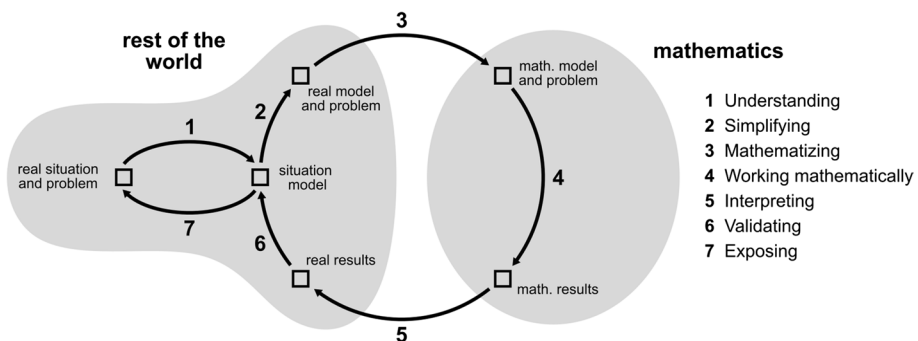 rest of the
world
3
mathematics
math. model
and problem
real model
and problem
2
1
real situation
and problem
situation
model
4
7
6
real results
math. results
5
1 Understanding
2 Simplifying
3 Mathematizing
4 Working mathematically
5 Interpreting
6 Validating
7 Exposing